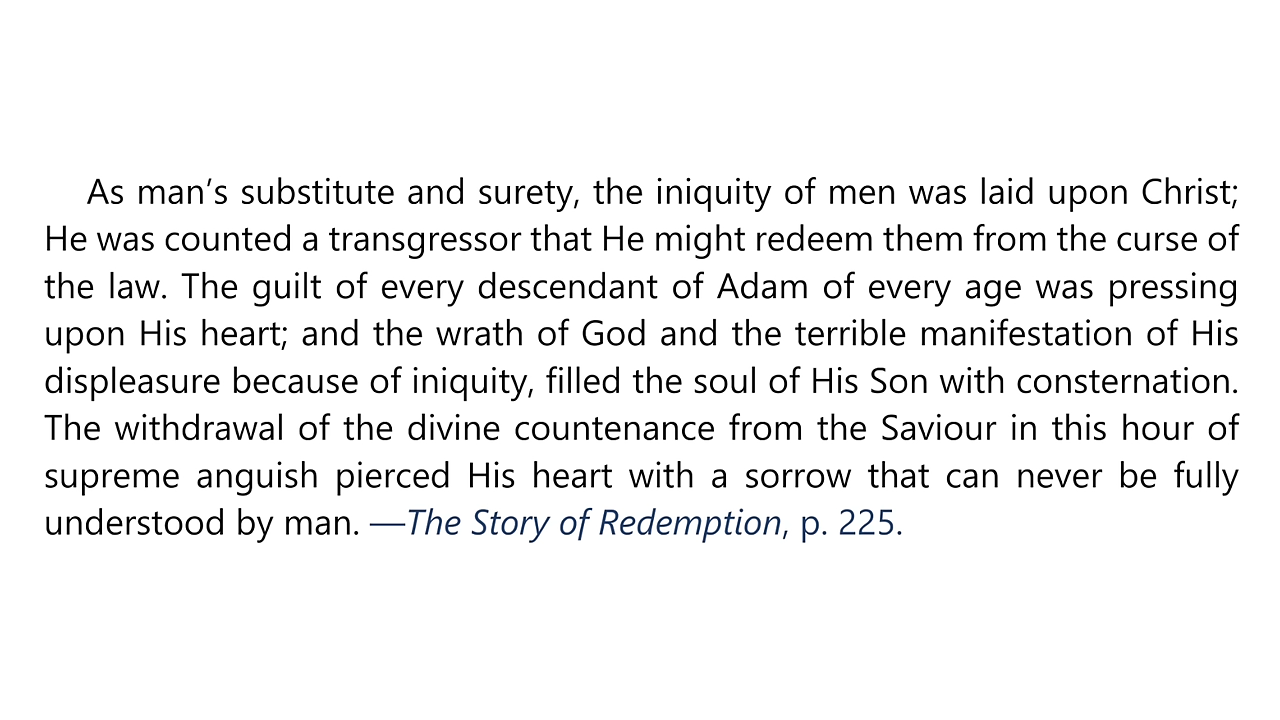 As man’s substitute and surety, the iniquity of men was laid upon Christ;
He was counted a transgressor that He might redeem them from the curse of
the law. The guilt of every descendant of Adam of every age was pressing
upon His heart; and the wrath of God and the terrible manifestation of His
displeasure because of iniquity, filled the soul of His Son with consternation.
The withdrawal of the divine countenance from the Saviour in this hour of
supreme anguish pierced His heart with a sorrow that can never be fully
understood by man. —The Story of Redemption, p. 225.